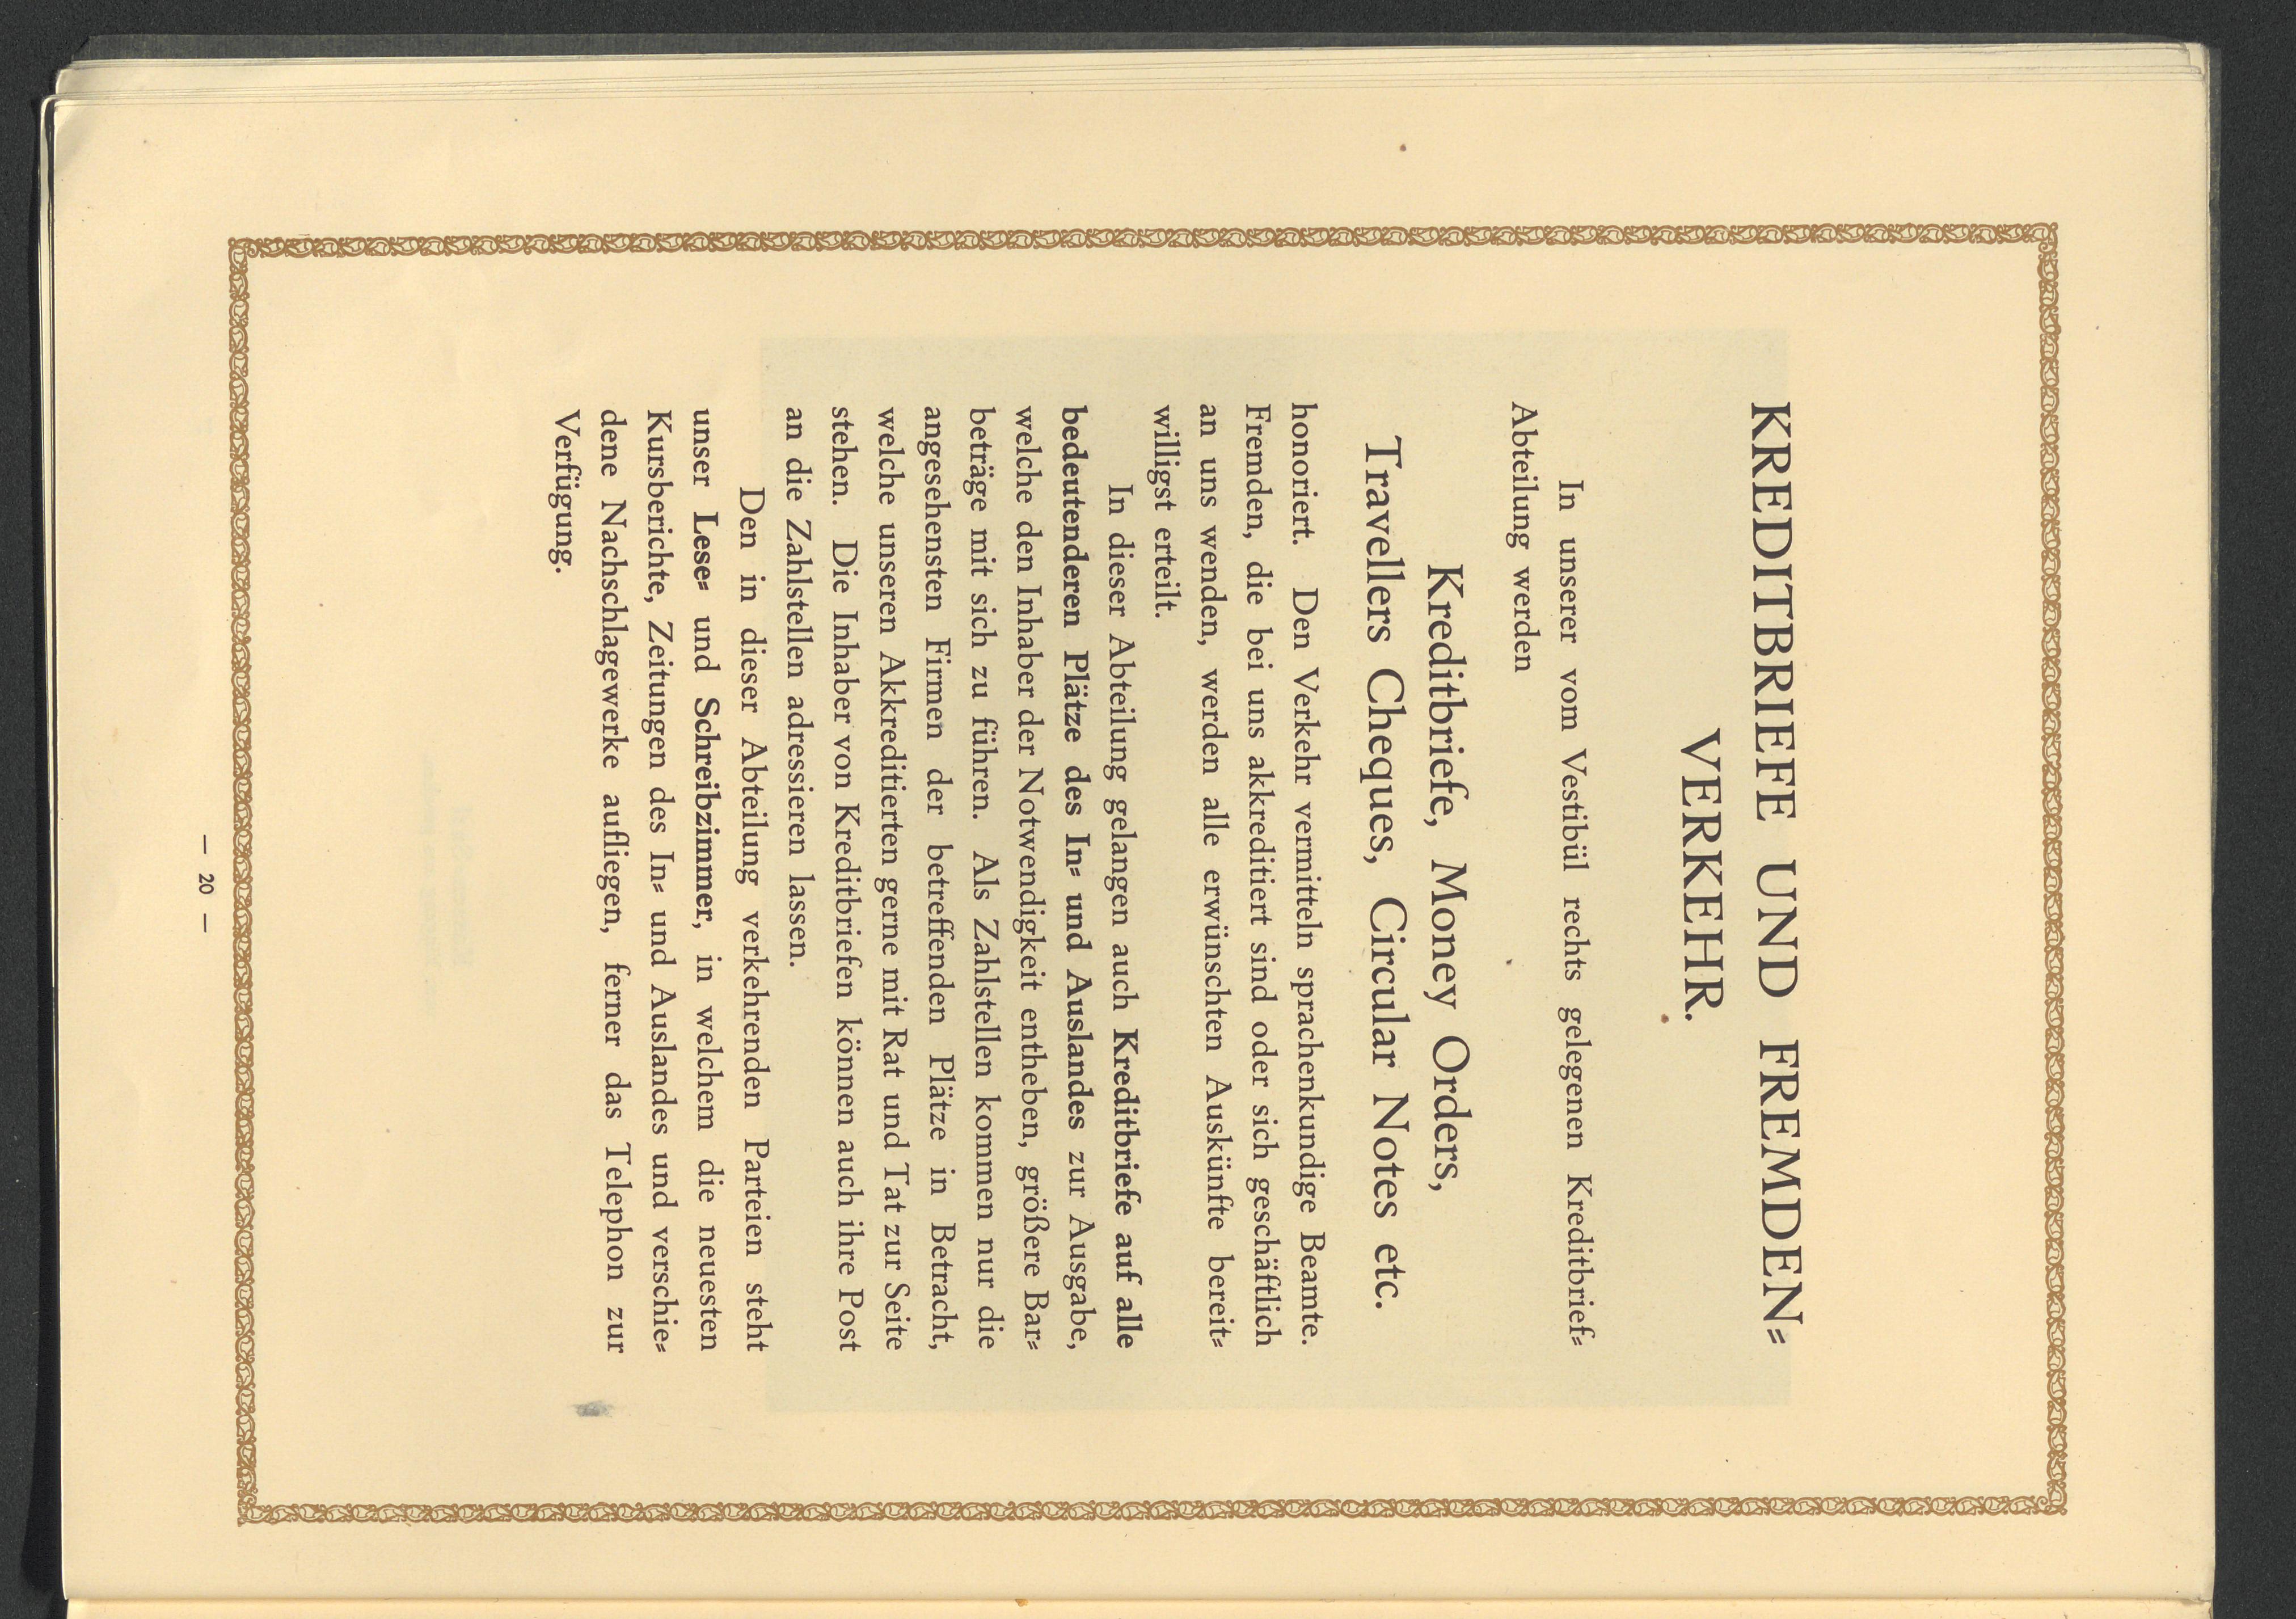 KREDITBRIEFE UND FREMDEN-
VERKEHR.
In unserer vom Vestibül rechts gelegenen Kreditbrief-
Abteilung werden
Kreditbriefe, Money Orders,
Travellers Cheques, Circular Notes etc.
honoriert. Den Verkehr vermitteln sprachenkundige Beamte.
Fremden, die bei uns akkreditiert sind oder sich geschäftlich
an uns wenden, werden alle erwünschten Auskünfte bereit-
willigst erteilt.
In dieser Abteilung gelangen auch Kreditbriefe auf alle
bedeutenderen Plätze des In- und Auslandes zur Ausgabe,
welche den Inhaber der Notwendigkeit entheben, größere Bar-
beträge mit sich zu führen. Als Zahlstellen kommen nur die
angesehensten Firmen der betreffenden Plätze in Betracht,
welche unseren Akkreditierten gerne mit Rat und Tat zur Seite
stehen. Die Inhaber von Kreditbriefen können auch ihre Post
an die Zahlstellen adressieren lassen.
Den in dieser Abteilung verkehrenden Parteien steht
unser Lese- und Schreibzimmer, in welchem die neuesten
Kursberichte, Zeitungen des In- und Auslandes und verschie-
dene Nachschlagewerke aufliegen, ferner das Telephon zur
Verfügung.
— 20 —